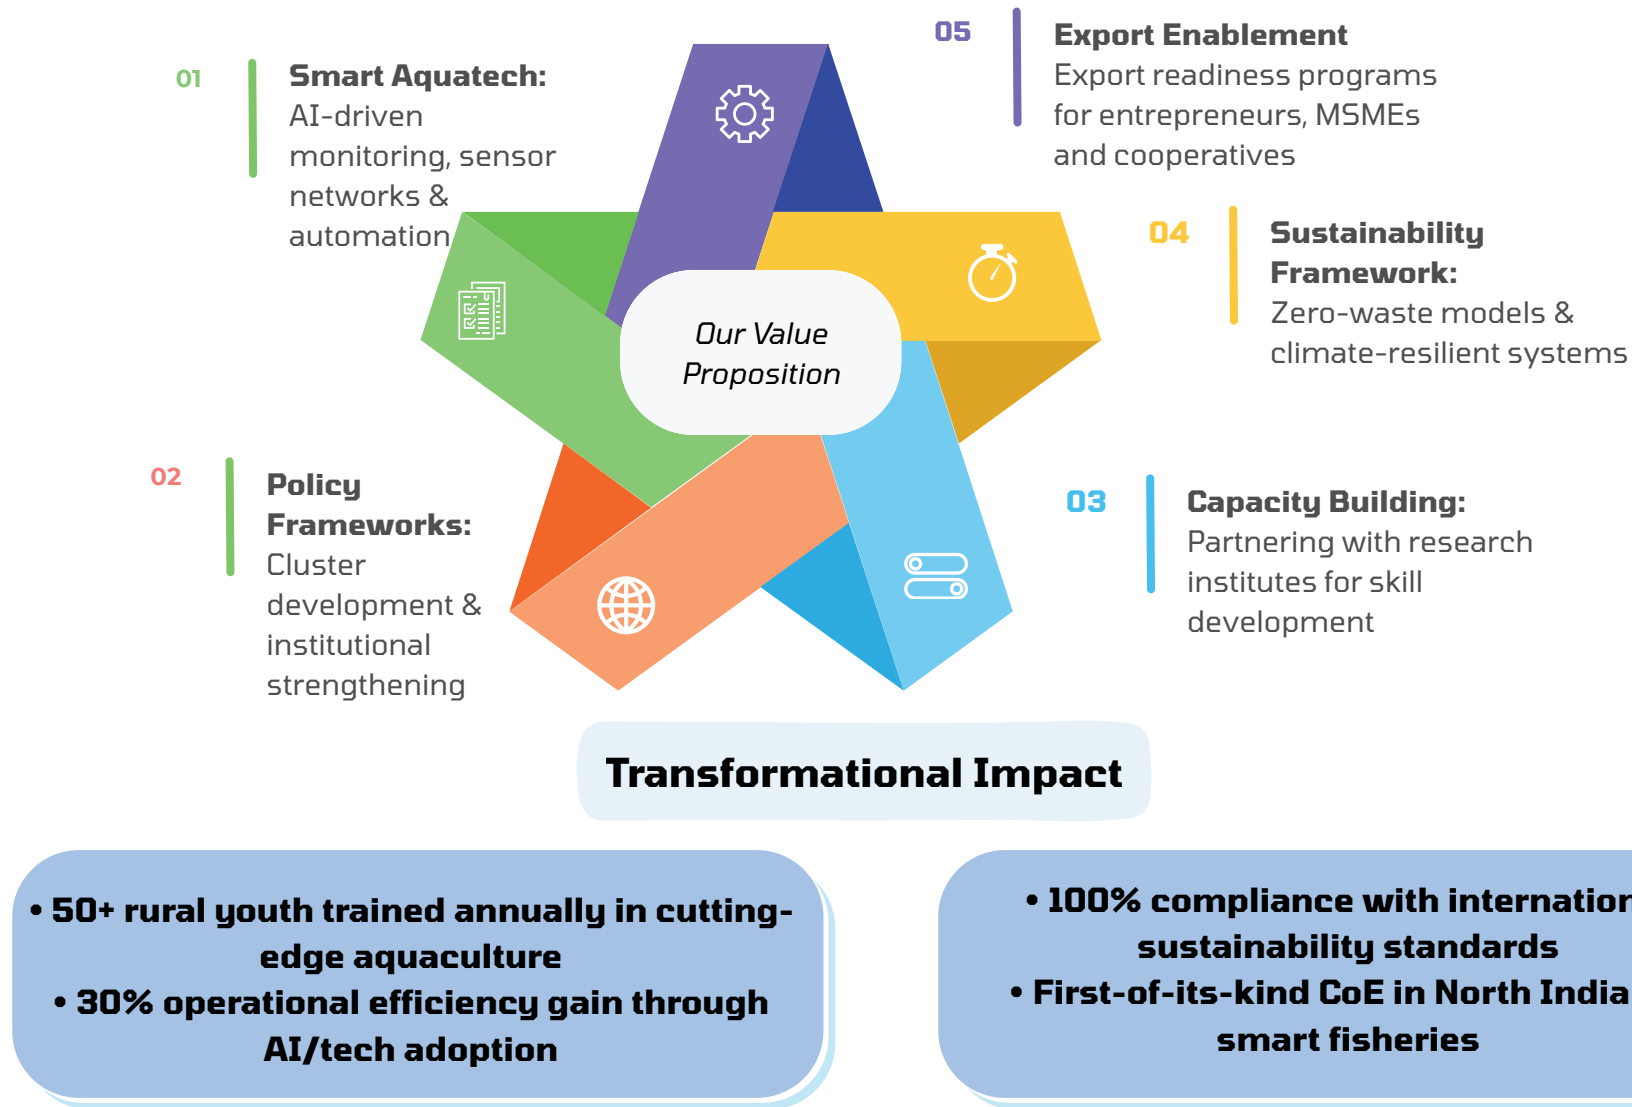 01
Smart Aquatech:
AI-driven
monitoring, sensor
networks &
automation
02
Policy
Frameworks:
Cluster
development &
institutional
strengthening
05
Export Enablement
Export readiness programs
for entrepreneurs, MSMEs
and cooperatives
04
Sustainability
Framework:
Zero-waste models &
climate-resilient systems
03
Capacity Building:
Partnering with research
institutes for skill
development
Our Value
Proposition
Transformational Impact
• 50+ rural youth trained annually in cutting-
edge aquaculture
• 30% operational efficiency gain through
AI/tech adoption
• 100% compliance with
sustainability standards
• First-of-its-kind CoE in North India
smart fisheries